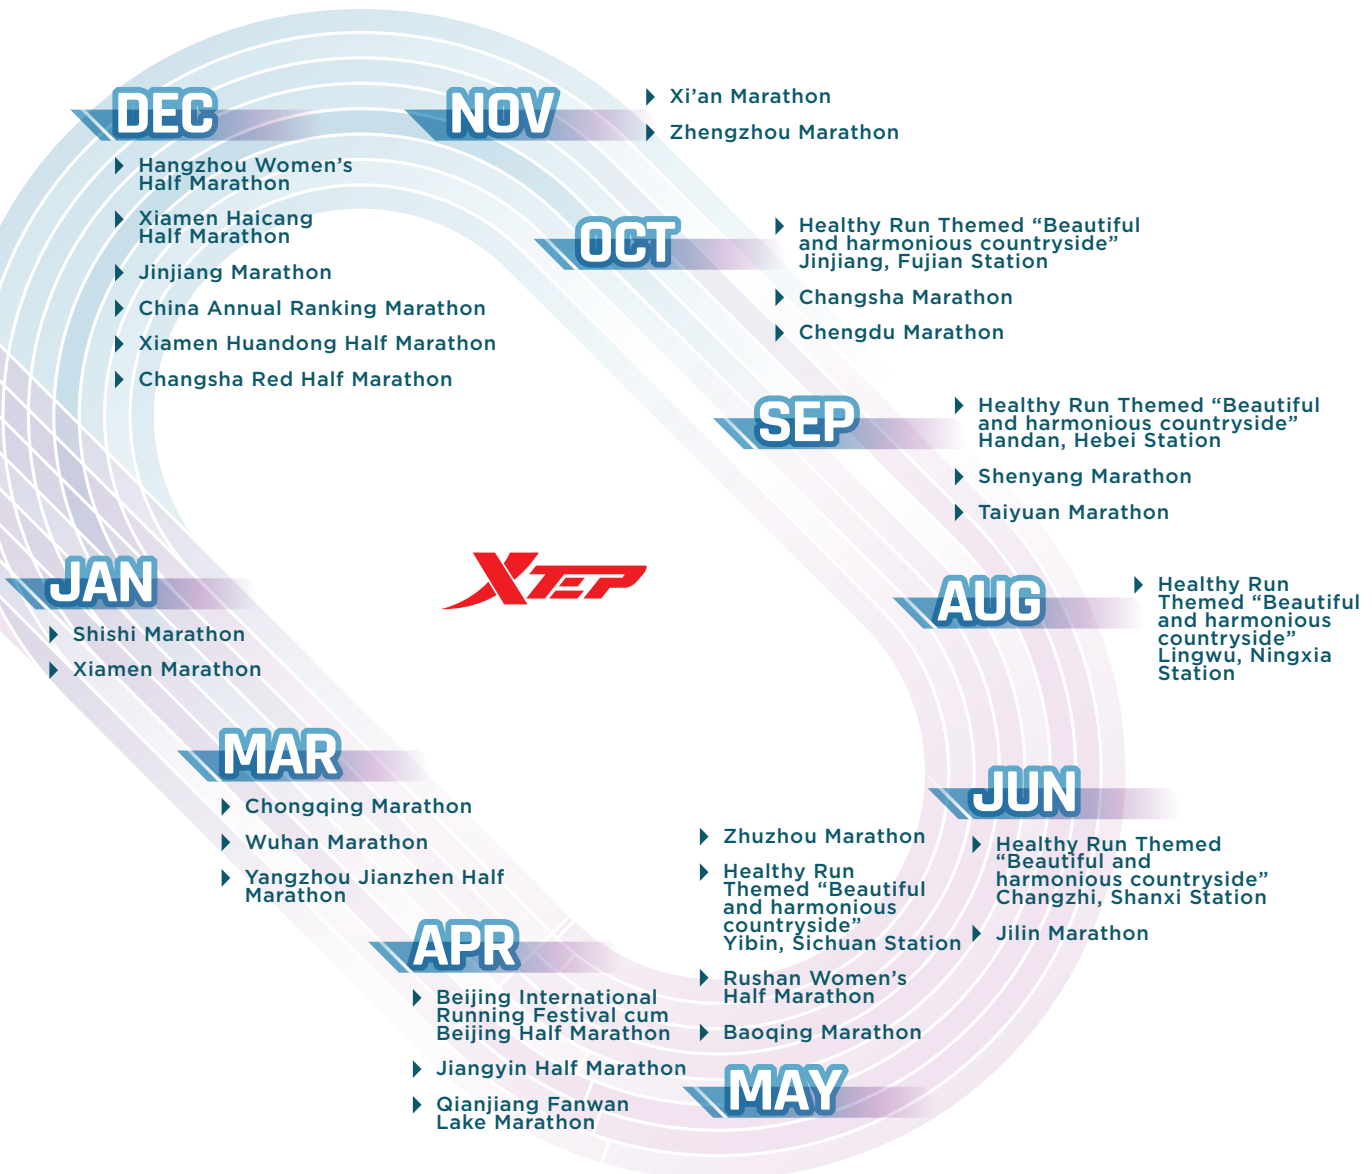 DEC
Hangzhou Women’s
Half Marathon
Xiamen Haicang
Half Marathon
Jinjiang Marathon
China Annual Ranking Marathon
Xiamen Huandong Half Marathon
Changsha Red Half Marathon
NOV
Xi’an Marathon
Zhengzhou Marathon
OCT
Healthy Run Themed “Beautiful
and harmonious countryside”
Jinjiang, Fujian Station
Changsha Marathon
Chengdu Marathon
SEP
Healthy Run Themed “Beautiful
and harmonious countryside”
Handan, Hebei Station
Shenyang Marathon
Taiyuan Marathon
XTEP
AUG
Healthy Run
Themed “Beautiful
and harmonious
countryside”
Lingwu, Ningxia
Station
JAN
Shishi Marathon
Xiamen Marathon
MAR
Chongqing Marathon
Wuhan Marathon
Yangzhou Jianzhen Half
Marathon
JUN
Healthy Run Themed
“Beautiful and
harmonious countryside”
Changzhi, Shanxi Station
Jilin Marathon
APR
Beijing International
Running Festival cum
Beijing Half Marathon
Jiangyin Half Marathon
Qianjiang Fanwan
Lake Marathon
Zhuzhou Marathon
Healthy Run
Themed “Beautiful
and harmonious
countryside”
Yibin, Sichuan Station
Rushan Women’s
Half Marathon
Baoqing Marathon
MAY